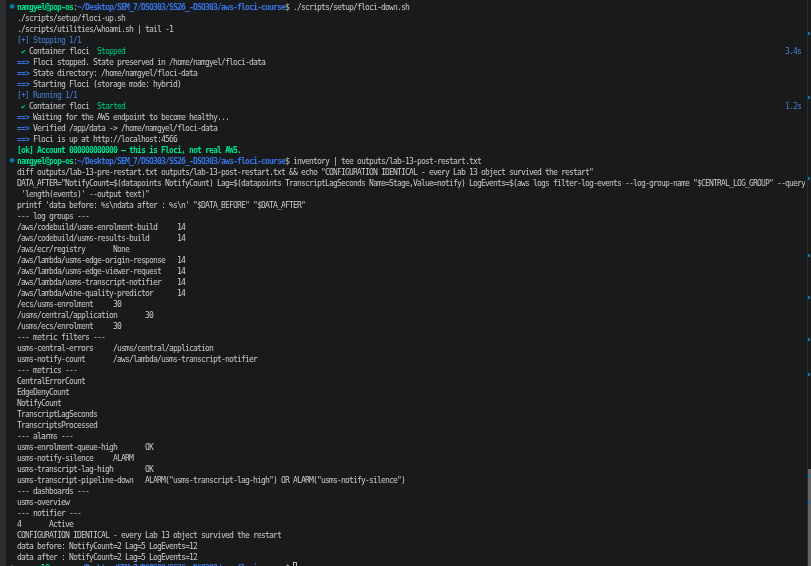 namgyel@pop-os:~/Desktop/SEM_7/DSO303/SS26_-DSO303/aws-floci-course$ ./scripts/setup/floci-down.sh
./scripts/setup/floci-up.sh
./scripts/utilities/whoami.sh | tail -1
[+] Stopping 1/1
✔ Container floci  Stopped 3.4s
==> Floci stopped. State preserved in /home/namgyel/floci-data
==> State directory: /home/namgyel/floci-data
==> Starting Floci (storage mode: hybrid)
[+] Running 1/1
✔ Container floci  Started 1.2s
==> Waiting for the AWS endpoint to become healthy...
==> Verified /app/data -> /home/namgyel/floci-data
==> Floci is up at http://localhost:4566
[ok] Account 000000000000 — this is Floci, not real AWS.
namgyel@pop-os:~/Desktop/SEM_7/DSO303/SS26_-DSO303/aws-floci-course$ inventory | tee outputs/lab-13-post-restart.txt
diff outputs/lab-13-pre-restart.txt outputs/lab-13-post-restart.txt && echo "CONFIGURATION IDENTICAL - every Lab 13 object survived the restart"
DATA_AFTER="NotifyCount=$(datapoints NotifyCount) Lag=$(datapoints TranscriptLagSeconds Name=Stage,Value=notify) LogEvents=$(aws logs filter-log-events --log-group-name "$CENTRAL_LOG_GROUP" --query
'length(events)' --output text)"
printf 'data before: %s\ndata after : %s\n' "$DATA_BEFORE" "$DATA_AFTER"
--- log groups ---
/aws/codebuild/usms-enrolment-build 14
/aws/codebuild/usms-results-build 14
/aws/ecr/registry None
/aws/lambda/usms-edge-origin-response 14
/aws/lambda/usms-edge-viewer-request 14
/aws/lambda/usms-transcript-notifier 14
/aws/lambda/wine-quality-predictor 14
/ecs/usms-enrolment 30
/usms/central/application 30
/usms/ecs/enrolment 30
--- metric filters ---
usms-central-errors /usms/central/application
usms-notify-count /aws/lambda/usms-transcript-notifier
--- metrics ---
CentralErrorCount
EdgeDenyCount
NotifyCount
TranscriptLagSeconds
TranscriptsProcessed
--- alarms ---
usms-enrolment-queue-high OK
usms-notify-silence ALARM
usms-transcript-lag-high OK
usms-transcript-pipeline-down ALARM("usms-transcript-lag-high") OR ALARM("usms-notify-silence")
--- dashboards ---
usms-overview
--- notifier ---
4 Active
CONFIGURATION IDENTICAL - every Lab 13 object survived the restart
data before: NotifyCount=2 Lag=5 LogEvents=12
data after : NotifyCount=2 Lag=5 LogEvents=12